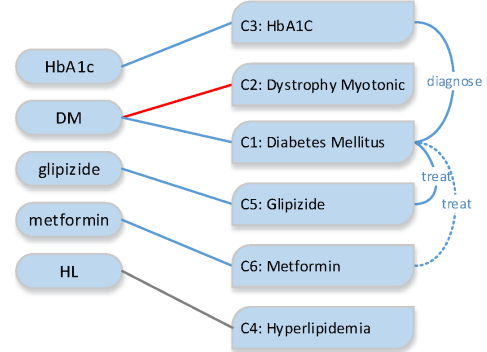 C3: HbA1C
HbA1c
diagnose
C2: Dystrophy Myotonic
DM
C1: Diabetes Mellitus
glipizide
treat
C5: Glipizide
treat
metformin
C6: Metformin
HL
C4: Hyperlipidemia